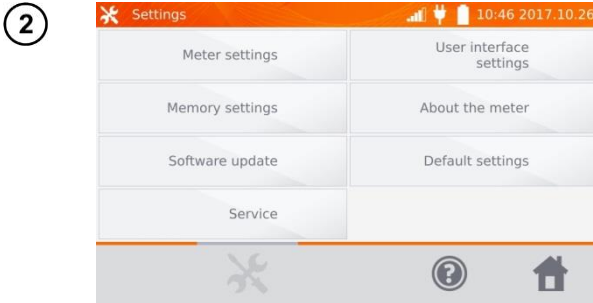 2
Settings 10:46 2017.10.26
Meter settings
User interface
settings
Memory settings
About the meter
Software update
Default settings
Service
?